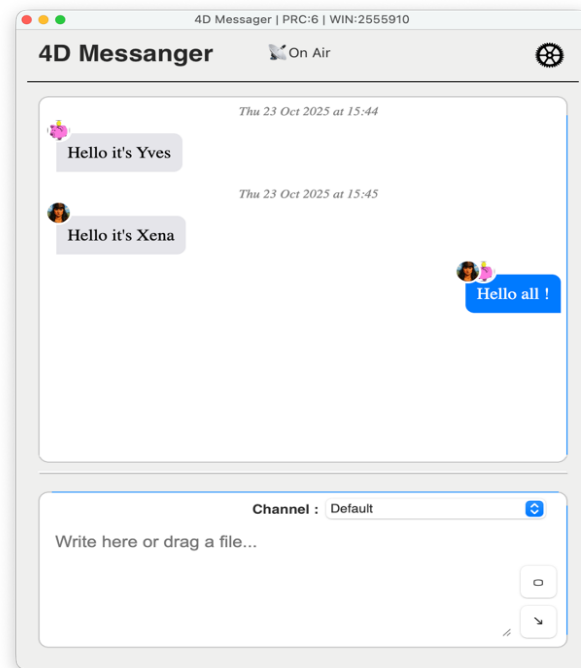 4D Messager | PRC:6 | WIN:2555910
4D Messanger
On Air
Thu 23 Oct 2025 at 15:44
Hello it's Yves
Thu 23 Oct 2025 at 15:45
Hello it's Xena
Hello all !
Channel : Default
Write here or drag a file...